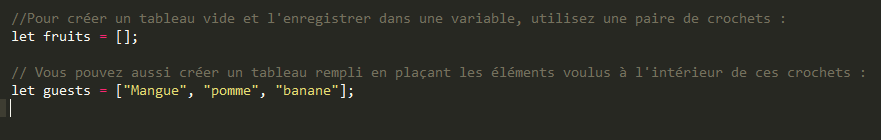 //Pour créer un tableau vide et l'enregistrer dans une variable, utilisez une paire de crochets :
let fruits = [];
// Vous pouvez aussi créer un tableau rempli en plaçant les éléments voulus à l'intérieur de ces crochets :
let guests = ["Mangue", "pomme", "banane"];